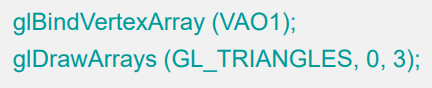 glBindVertexArray (VAO1);
glDrawArrays (GL_TRIANGLES, 0, 3);